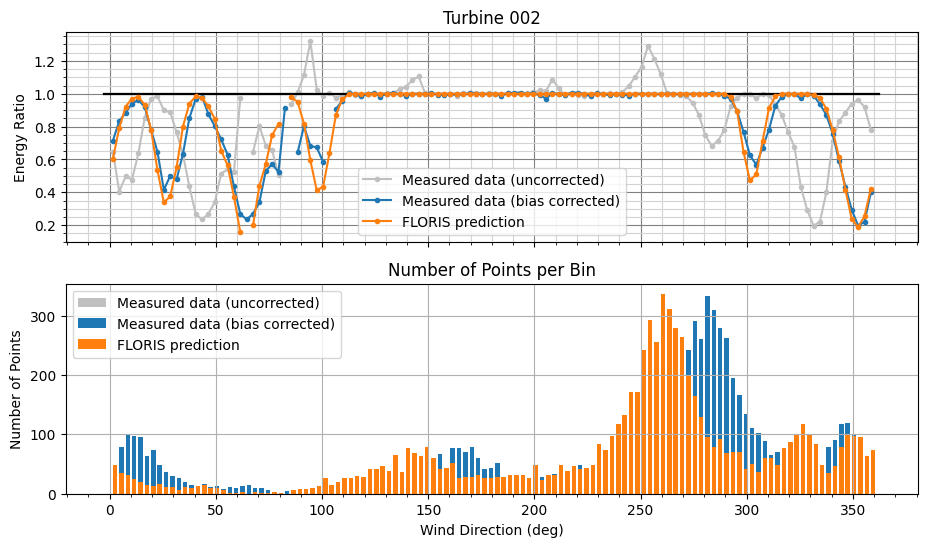 Turbine 002
Energy Ratio
1.2
1.0
0.8
0.6
0.4
0.2
Measured data (uncorrected)
Measured data (bias corrected)
FLORIS prediction
Number of Points per Bin
Number of Points
300
200
100
0
Measured data (uncorrected)
Measured data (bias corrected)
FLORIS prediction
0 50 100 150 200 250 300 350
Wind Direction (deg)